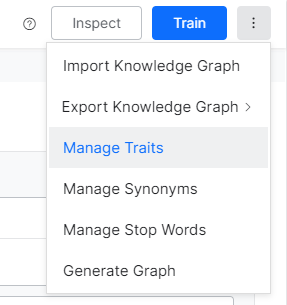 Inspect
Train
Import Knowledge Graph
Export Knowledge Graph
Manage Traits
Manage Synonyms
Manage Stop Words
Generate Graph